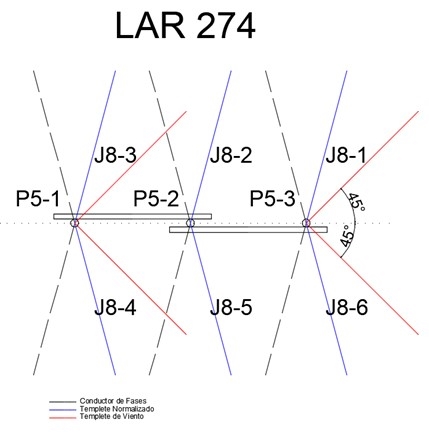 LAR 274
J8-3 J8-2 J8-1
P5-1 P5-2 P5-3
45°
45°
J8-4 J8-5 J8-6
Conductor de Fases
Templete Normalizado
Templete de Viento